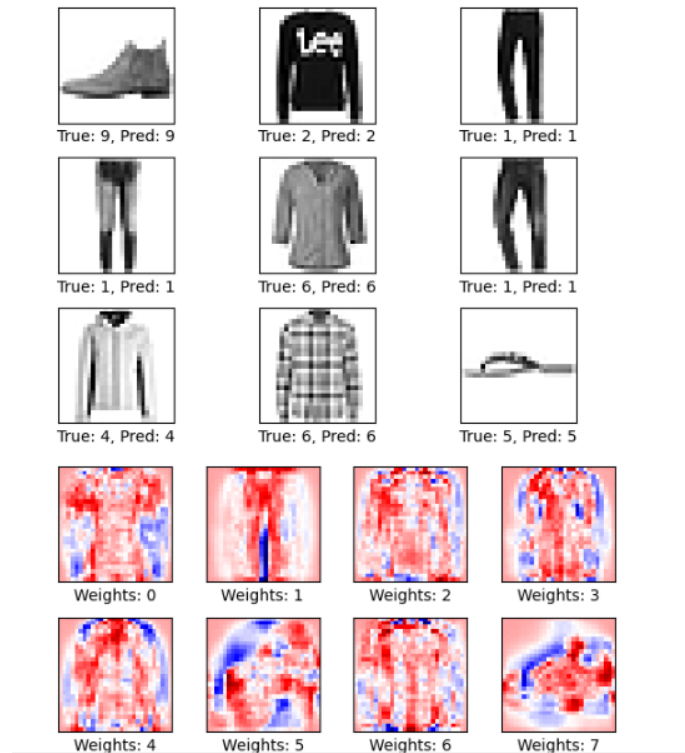 Lee
True: 9, Pred: 9
True: 2, Pred: 2
True: 1, Pred: 1
True: 1, Pred: 1
True: 6, Pred: 6
True: 1, Pred: 1
True: 4, Pred: 4
True: 6, Pred: 6
True: 5, Pred: 5
Weights: 0
Weights: 1
Weights: 2
Weights: 3
Weights: 4
Weights: 5
Weights: 6
Weights: 7